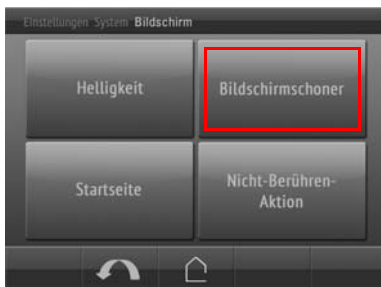 Einstellungen System Bildschirm
Helligkeit
Bildschirmschoner
Startseite
Nicht-Berühren-
Aktion